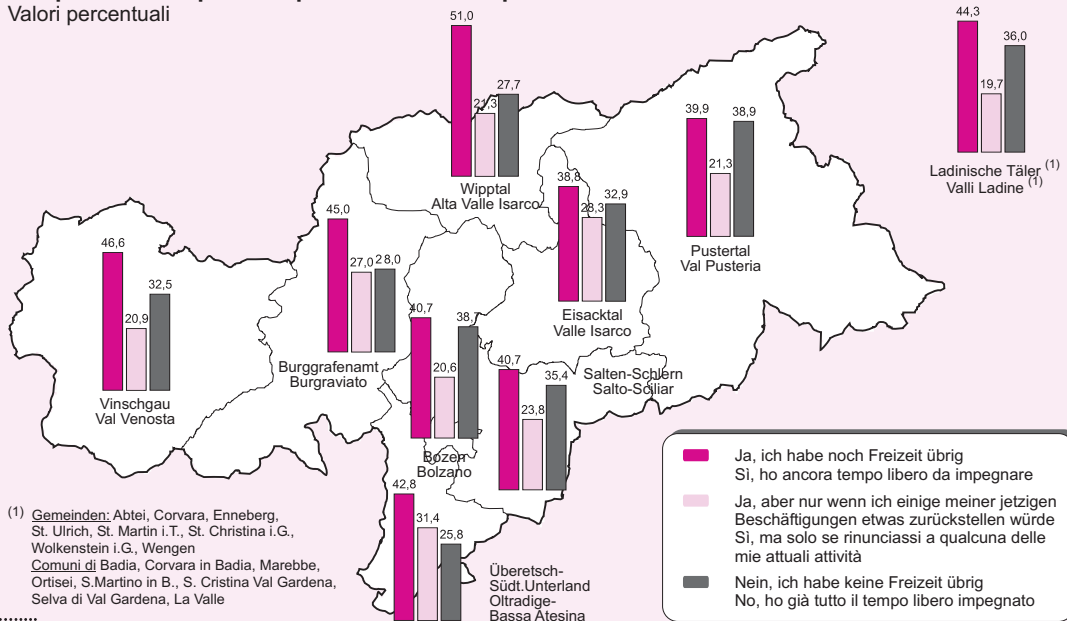 Valori percentuali
51,0
21,3
27,7
Wipptal
Alta Valle Isarco
44,3
19,7
36,0
Ladinische Täler (1)
Valli Ladine (1)
39,9
21,3
38,9
Pustertal
Val Pusteria
38,8
28,3
32,9
Eisacktal
Valle Isarco
45,0
27,0
28,0
Burggrafenamt
Burgraviato
46,6
20,9
32,5
Vinschgau
Val Venosta
40,7
20,6
38,7
Bozen
Bolzano
40,7
23,8
35,4
Salten-Schlern
Salto-Sciliar
42,8
31,4
25,8
Überetsch-
Südt.Unterland
Oltradige-
Bassa Atesina
Ja, ich habe noch Freizeit übrig
Sì, ho ancora tempo libero da impegnare
Ja, aber nur wenn ich einige meiner jetzigen
Beschäftigungen etwas zurückstellen würde
Sì, ma solo se rinunciassi a qualcuna delle
mie attuali attività
Nein, ich habe keine Freizeit übrig
No, ho già tutto il tempo libero impegnato
(1) Gemeinden: Abtei, Corvara, Enneberg,
St. Ulrich, St. Martin i.T., St. Christina i.G.,
Wolkenstein i.G., Wengen
Comuni di Badia, Corvara in Badia, Marebbe,
Ortisei, S.Martino in B., S. Cristina Val Gardena,
Selva di Val Gardena, La Valle